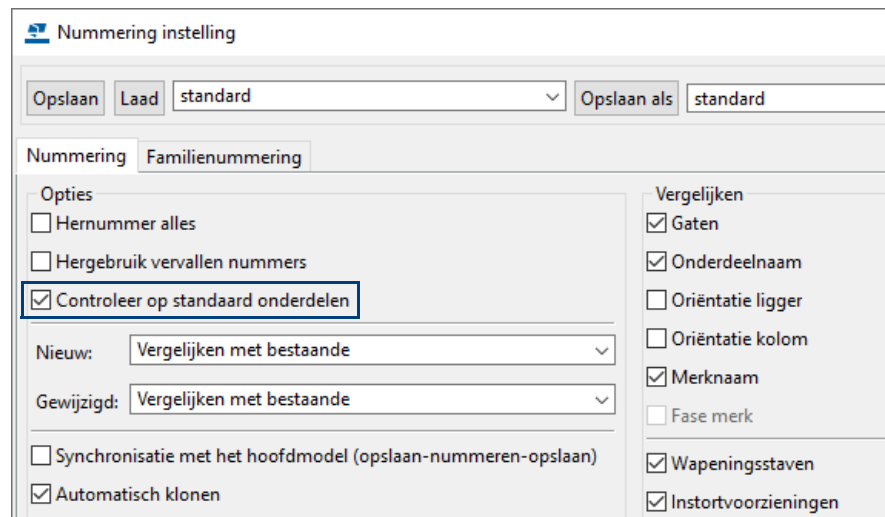 Nummering instelling
Opslaan Laad standard Opslaan als standard
Nummering Familienummering
Opties
Hernummer alles
Hergebruik vervallen nummers
Controleer op standaard onderdelen
Nieuw: Vergelijken met bestaande
Gewijzigd: Vergelijken met bestaande
Synchronisatie met het hoofdmodel (opslaan-nummeren-opslaan)
Automatisch klonen
Vergelijken
Gaten
Onderdeelnaam
Oriëntatie ligger
Oriëntatie kolom
Merknaam
Fase merk
Wapeningsstaven
Instortvoorzieningen